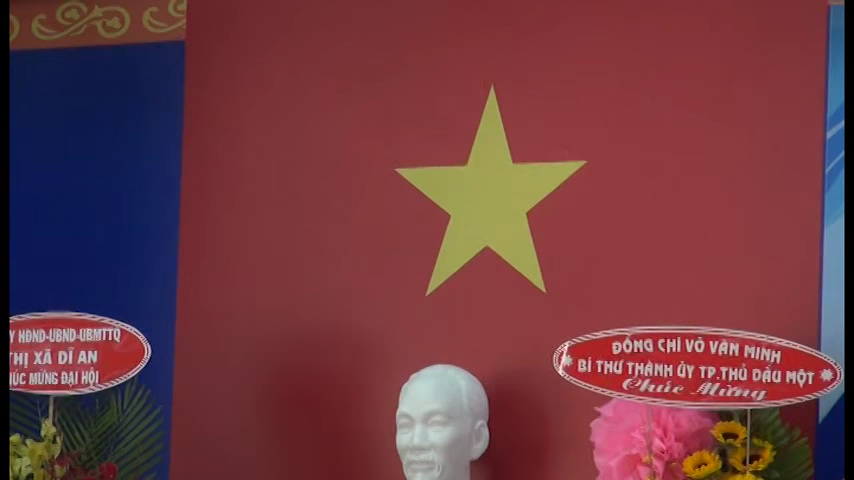 HĐND-UBND-UBMTTQ
THỊ XÃ DĨ AN
CHÚC MỪNG ĐẠI HỘI
ĐỒNG CHÍ VÕ VĂN MINH
BÍ THƯ THÀNH ỦY TP.THỦ DẦU MỘT
Chúc Mừng